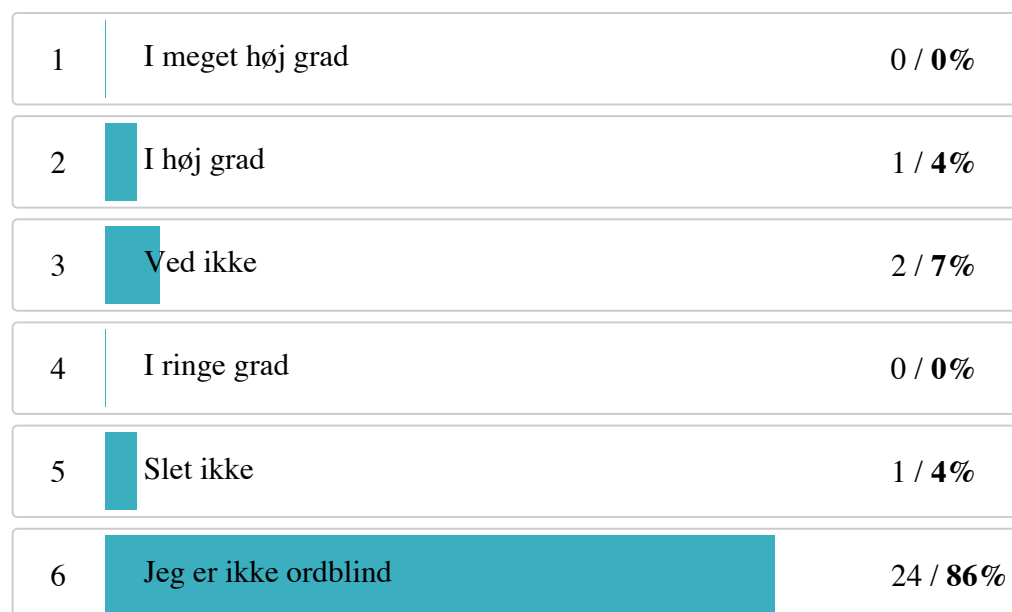 1 I meget høj grad 0 / 0%
2 I høj grad 1 / 4%
3 Ved ikke 2 / 7%
4 I ringe grad 0 / 0%
5 Slet ikke 1 / 4%
6 Jeg er ikke ordblind 24 / 86%